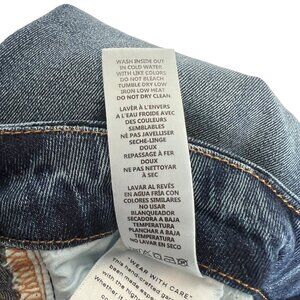 WASH INSIDE OUT
IN COLD WATER
WITH LIKE COLORS
DO NOT BLEACH
TUMBLE DRY LOW
IRON LOW HEAT
DO NOT DRY CLEAN
LAVER À L'ENVERS
A L'EAU FROIDE AVEC
DES COULEURS
SEMBLABLES
NE PAS JAVELLISER
SECHE-LINGE
DOUX
REPASSAGE À FER
DOUX
NE PAS NETTOYER
À SEC
LAVAR AL REVÉS
EN AGUA FRÍA CON
COLORES SIMILARES
NO USAR
BLANQUEADOR
SECADORA A BAJA
TEMPERATURA
PLANCHAR A BAJA
TEMPERATURA
NO LAVAR EN SECO
"WEAR WITH CARE"